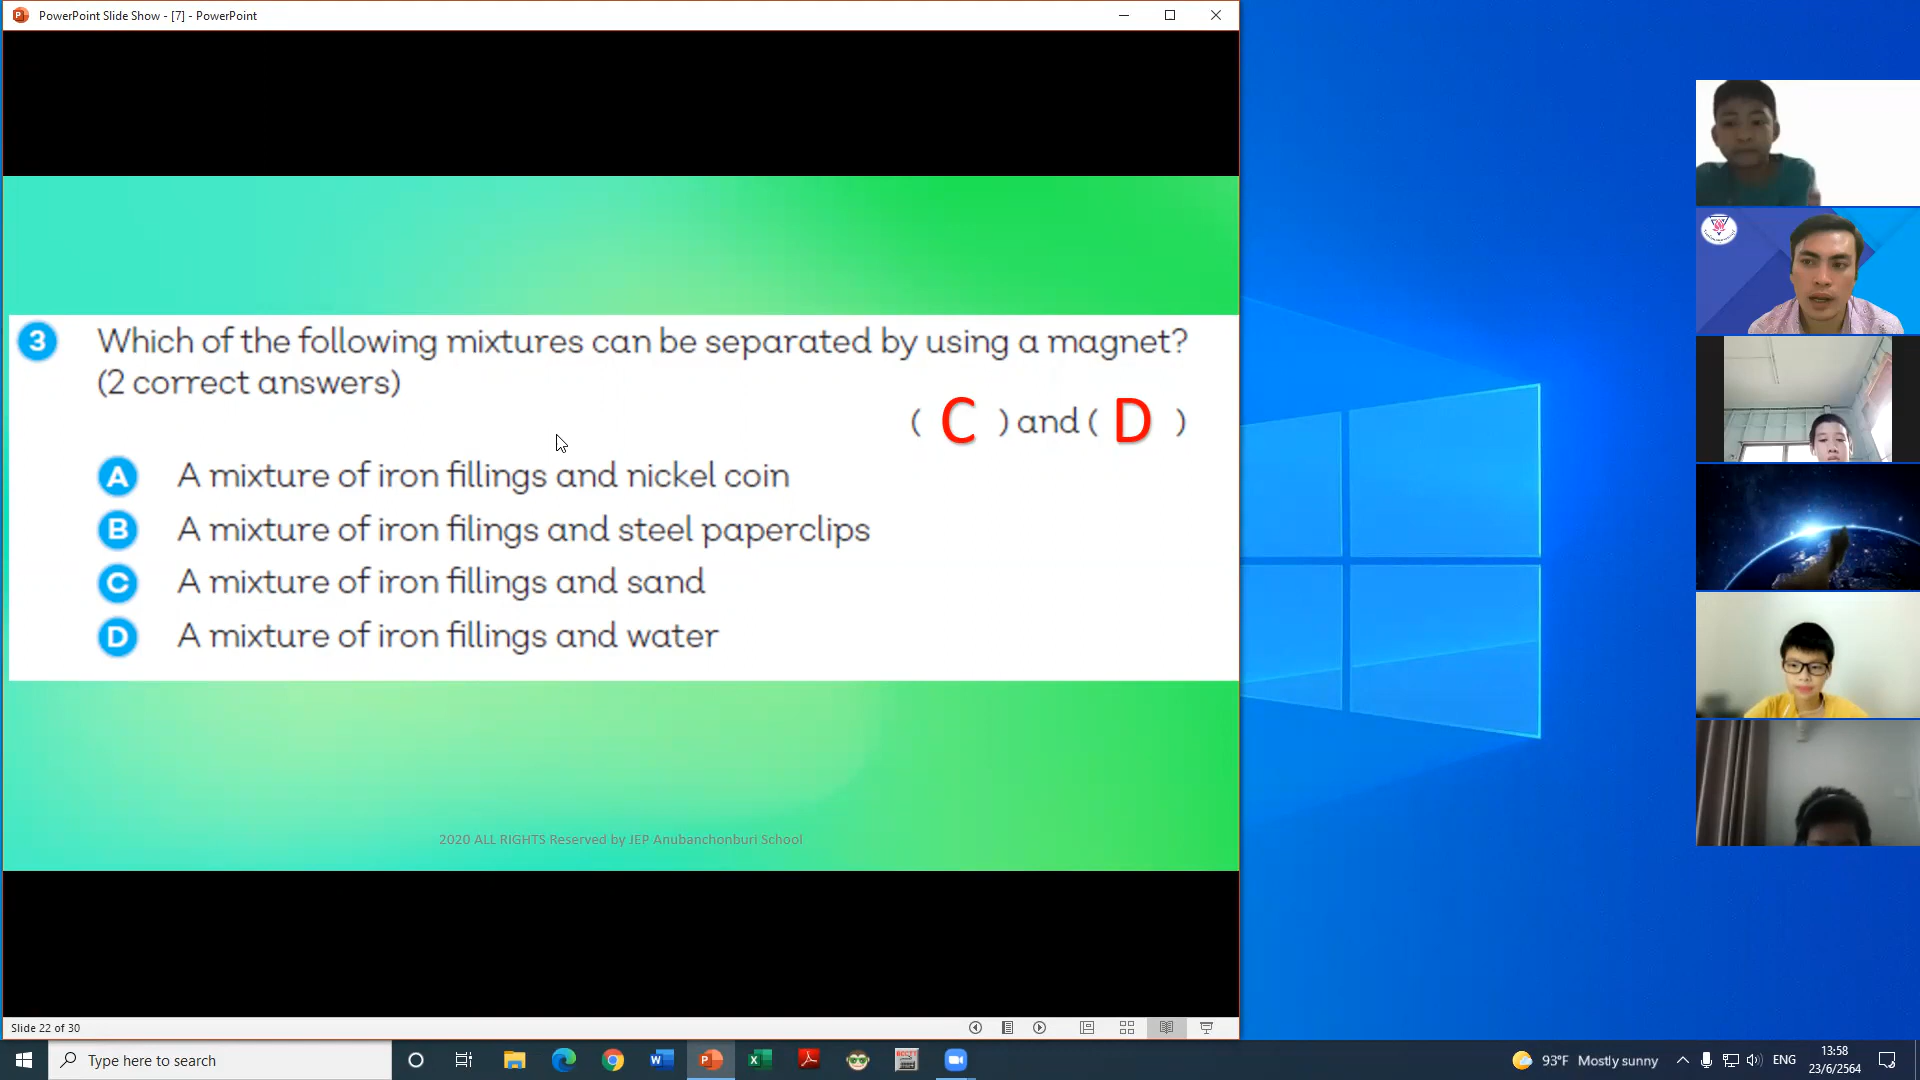 PowerPoint Slide Show - [7] - PowerPoint
3 Which of the following mixtures can be separated by using a magnet?
(2 correct answers)
( C ) and ( D )
A A mixture of iron fillings and nickel coin
B A mixture of iron filings and steel paperclips
C A mixture of iron fillings and sand
D A mixture of iron fillings and water
2020 ALL RIGHTS Reserved by JEP Anubanchonburi School
Slide 22 of 30
Type here to search
93°F Mostly sunny
ENG
13:58
23/6/2564